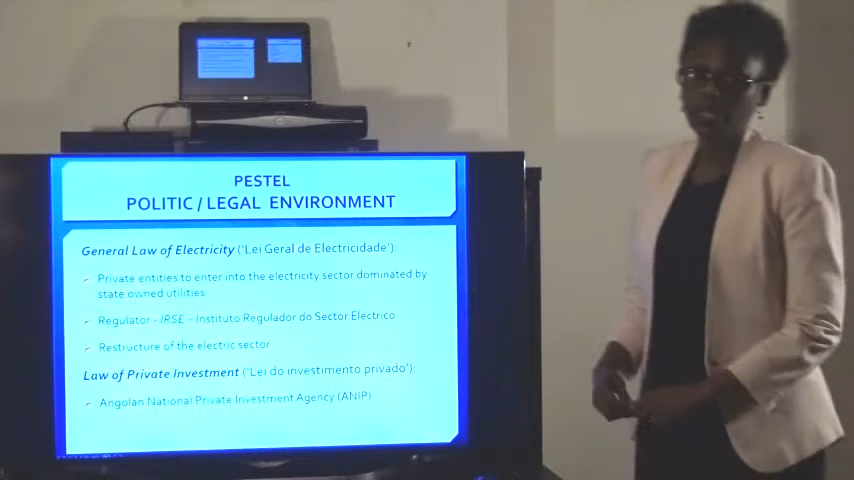 PESTEL
POLITIC / LEGAL ENVIRONMENT
General Law of Electricity ('Lei Geral de Electricidade'):
Private entities to enter into the electricity sector dominated by
state owned utilities
Regulator - IRSE – Instituto Regulador do Sector Electrico
Restructure of the electric sector
Law of Private Investment ('Lei do investimento privado'):
Angolan National Private Investment Agency (ANIP)